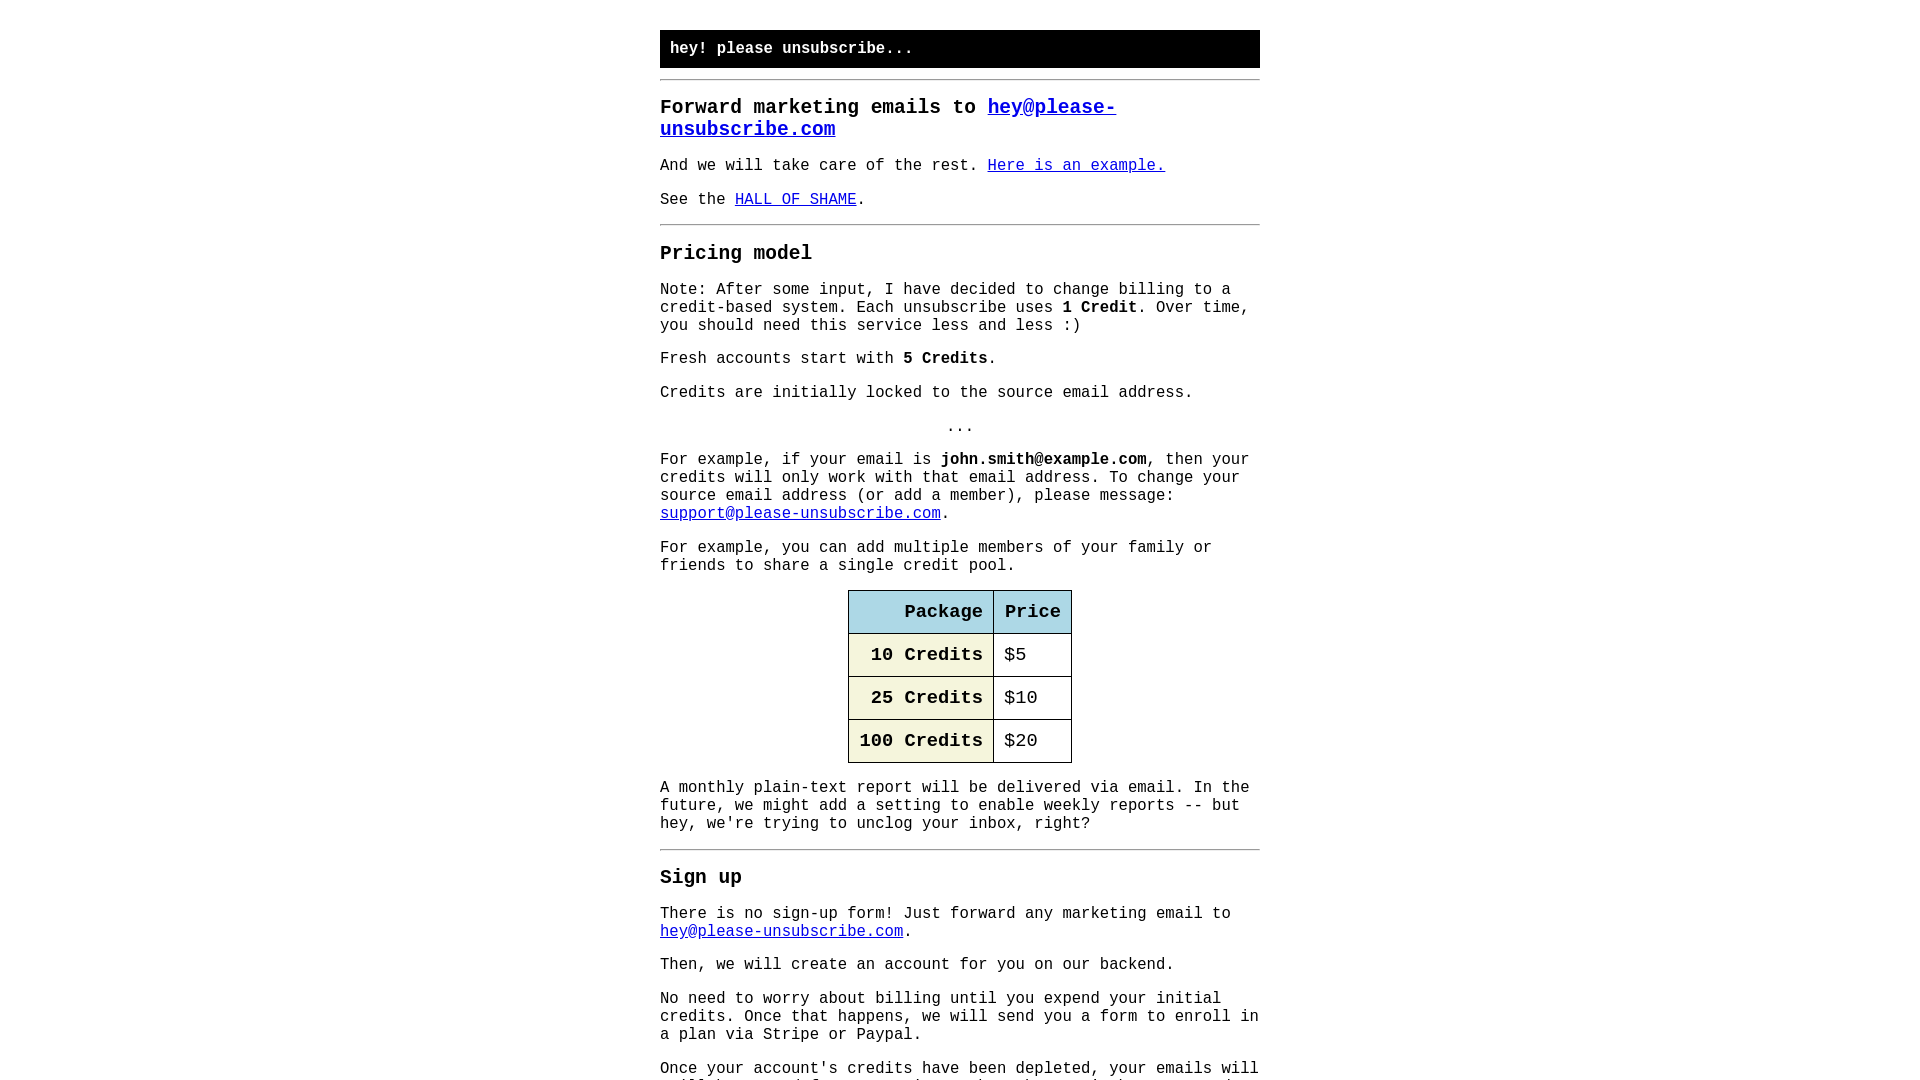 hey! please unsubscribe...
Forward marketing emails to hey@please-
unsubscribe.com
And we will take care of the rest. Here is an example.
See the HALL OF SHAME.
Pricing model
Note: After some input, I have decided to change billing to a
credit-based system. Each unsubscribe uses 1 Credit. Over time,
you should need this service less and less :)
Fresh accounts start with 5 Credits.
Credits are initially locked to the source email address.
...
For example, if your email is john.smith@example.com, then your
credits will only work with that email address. To change your
source email address (or add a member), please message:
support@please-unsubscribe.com.
For example, you can add multiple members of your family or
friends to share a single credit pool.
Package Price
10 Credits $5
25 Credits $10
100 Credits $20
A monthly plain-text report will be delivered via email. In the
future, we might add a setting to enable weekly reports -- but
hey, we're trying to unclog your inbox, right?
Sign up
There is no sign-up form! Just forward any marketing email to
hey@please-unsubscribe.com.
Then, we will create an account for you on our backend.
No need to worry about billing until you expend your initial
credits. Once that happens, we will send you a form to enroll in
a plan via Stripe or Paypal.
Once your account's credits have been depleted, your emails will